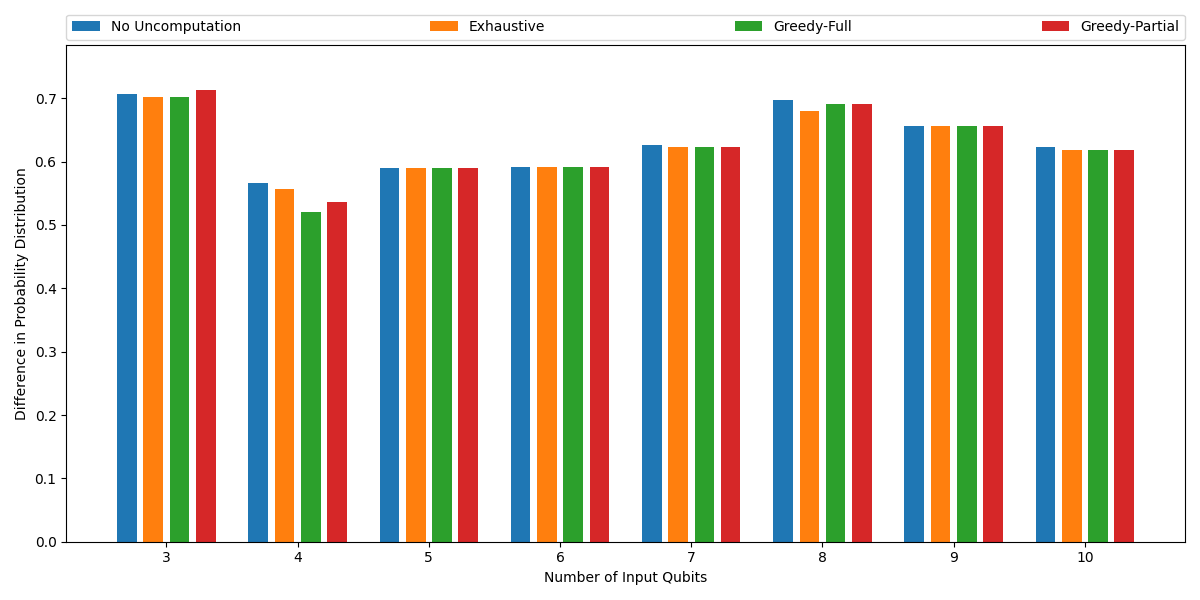 No Uncomputation Exhaustive Greedy-Full Greedy-Partial
Difference in Probability Distribution
0.7
0.6
0.5
0.4
0.3
0.2
0.1
0.0
3 4 5 6 7 8 9 10
Number of Input Qubits